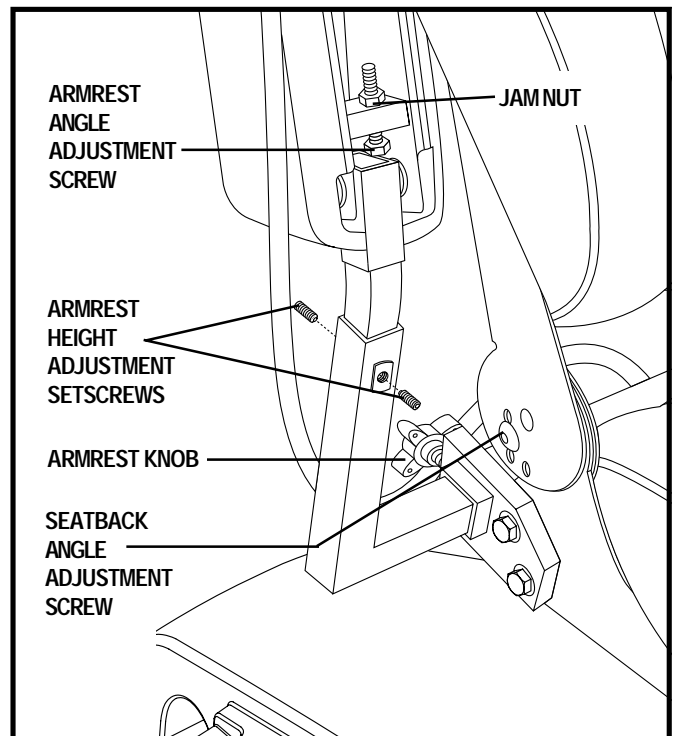 ARMREST
ANGLE
ADJUSTMENT
SCREW
JAM NUT
ARMREST
HEIGHT
ADJUSTMENT
SETSCREWS
ARMREST KNOB
SEATBACK
ANGLE
ADJUSTMENT
SCREW